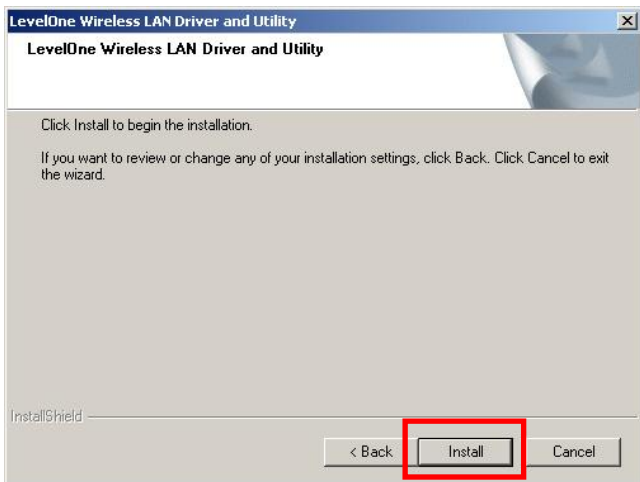 LevelOne Wireless LAN Driver and Utility
LevelOne Wireless LAN Driver and Utility
Click Install to begin the installation.
If you want to review or change any of your installation settings, click Back. Click Cancel to exit
the wizard.
InstallShield
< Back Install Cancel